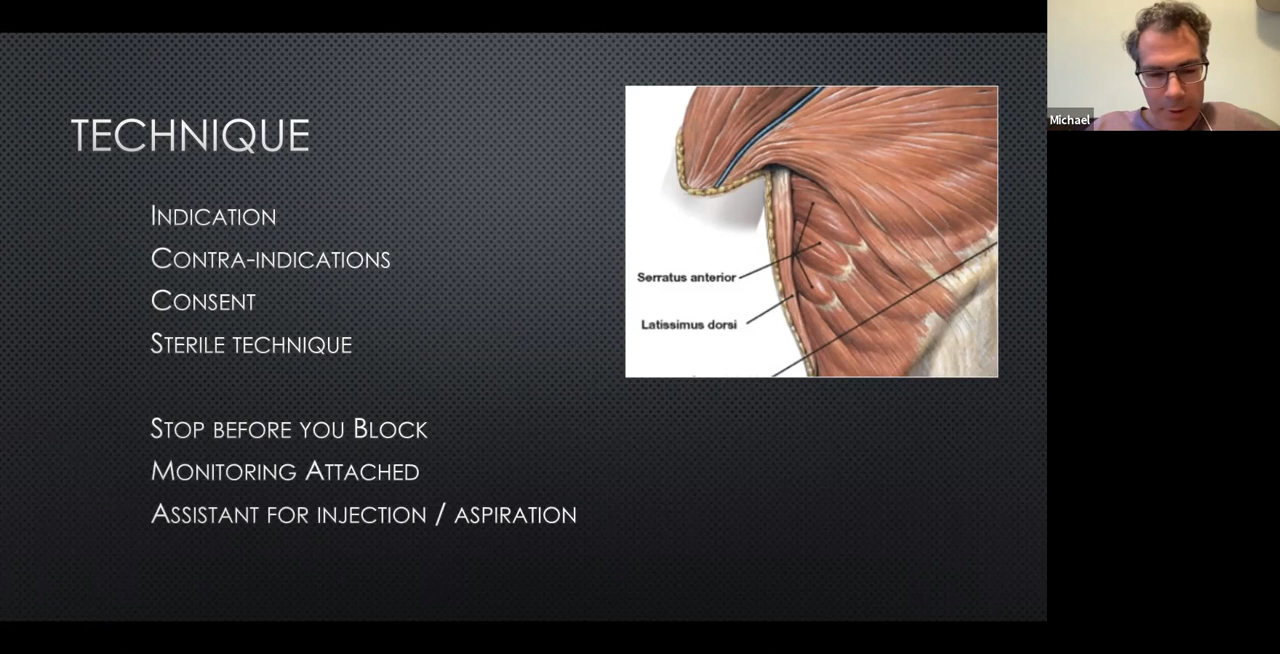 TECHNIQUE
INDICATION
CONTRA-INDICATIONS
CONSENT
STERILE TECHNIQUE
STOP BEFORE YOU BLOCK
MONITORING ATTACHED
ASSISTANT FOR INJECTION / ASPIRATION
Serratus anterior
Latissimus dorsi
Michael